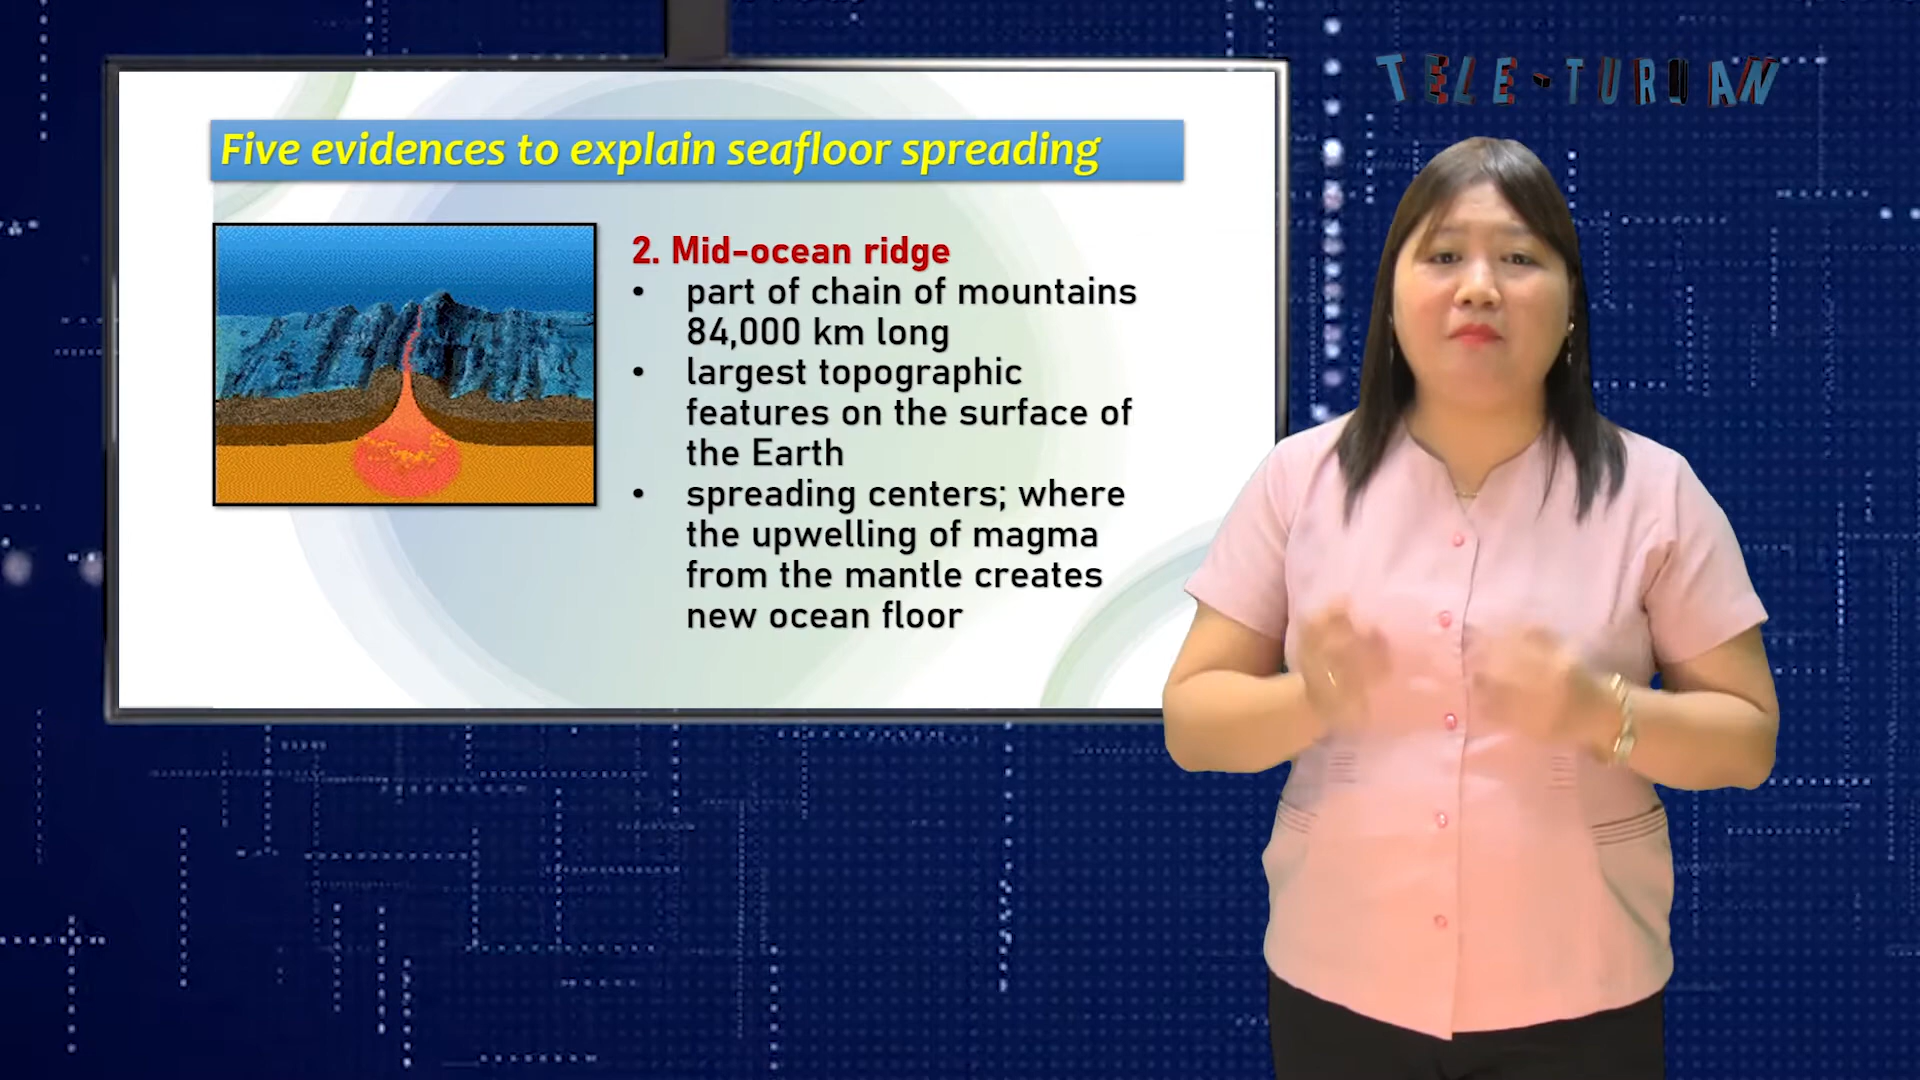 TELE-TURUAN
Five evidences to explain seafloor spreading
2. Mid-ocean ridge
• part of chain of mountains
84,000 km long
• largest topographic
features on the surface of
the Earth
• spreading centers; where
the upwelling of magma
from the mantle creates
new ocean floor